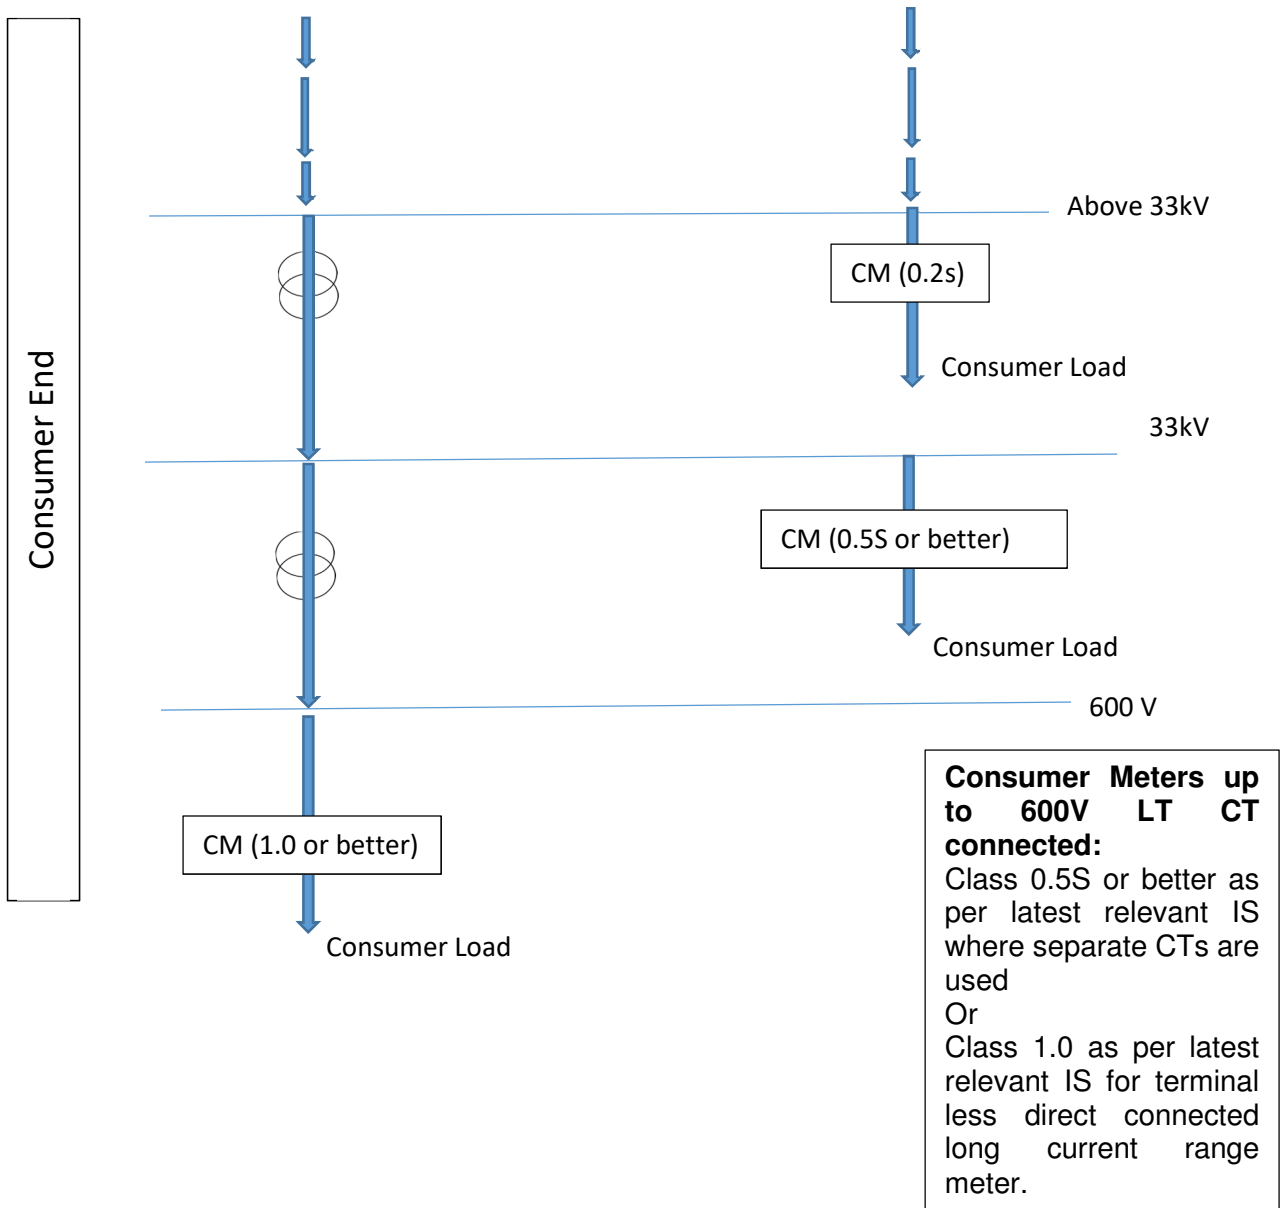 Consumer End
Above 33kV
CM (0.2s)
Consumer Load
33kV
CM (0.5S or better)
Consumer Load
600 V
CM (1.0 or better)
Consumer Load
Consumer Meters up
to 600V LT CT
connected:
Class 0.5S or better as
per latest relevant IS
where separate CTs are
used
Or
Class 1.0 as per latest
relevant IS for terminal
less direct connected
long current range
meter.